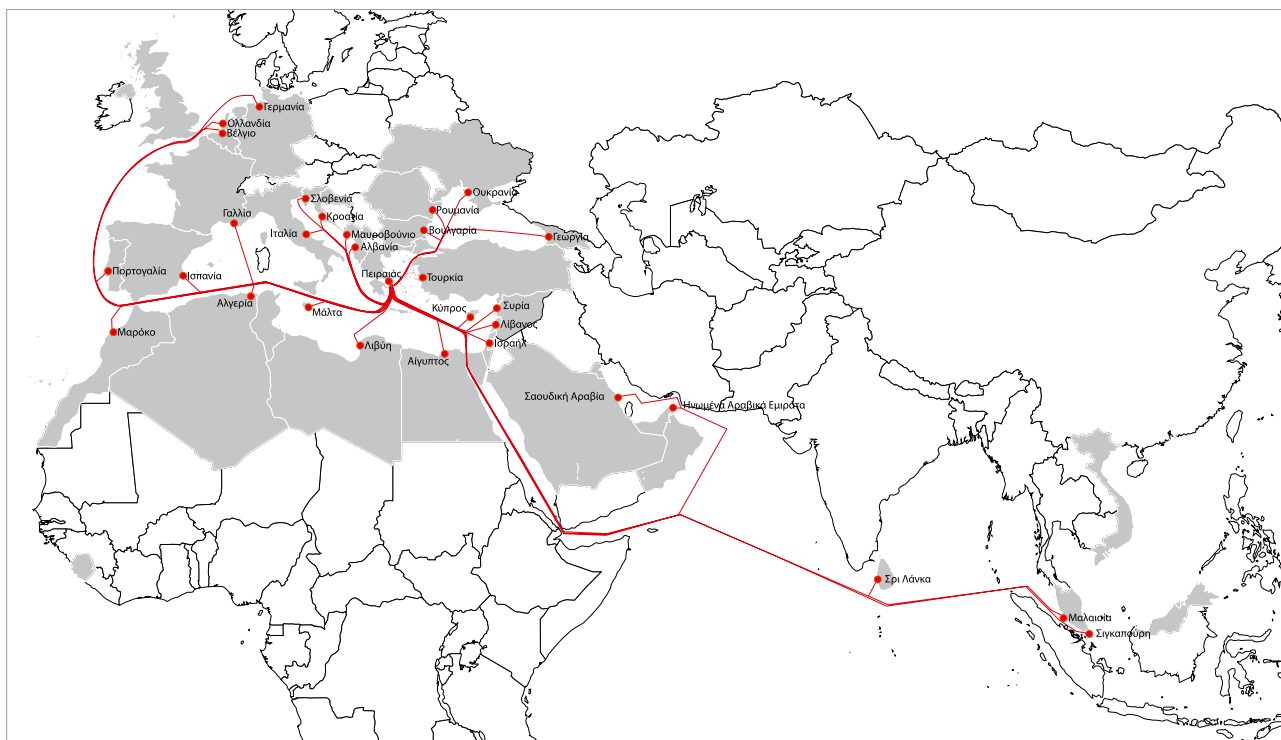 Γερμανία
Ολλανδία
Βέλγιο
Ουκρανία
Σλοβενία
Ρουμανία
Γαλλία
Κροατία
Βουλγαρία
Ιταλία
Μαυροβούνιο
Γεωργία
Αλβανία
Πορτογαλία
Ισπανία
Πειραιάς
Τουρκία
Αλγερία
Μάλτα
Κύπρος
Συρία
Μαρόκο
Λίβανος
Λιβύη
Ισραήλ
Αίγυπτος
Σαουδική Αραβία
Ηνωμένα Αραβικά Εμιράτα
Σρι Λάνκα
Μαλαισία
Σιγκαπούρη